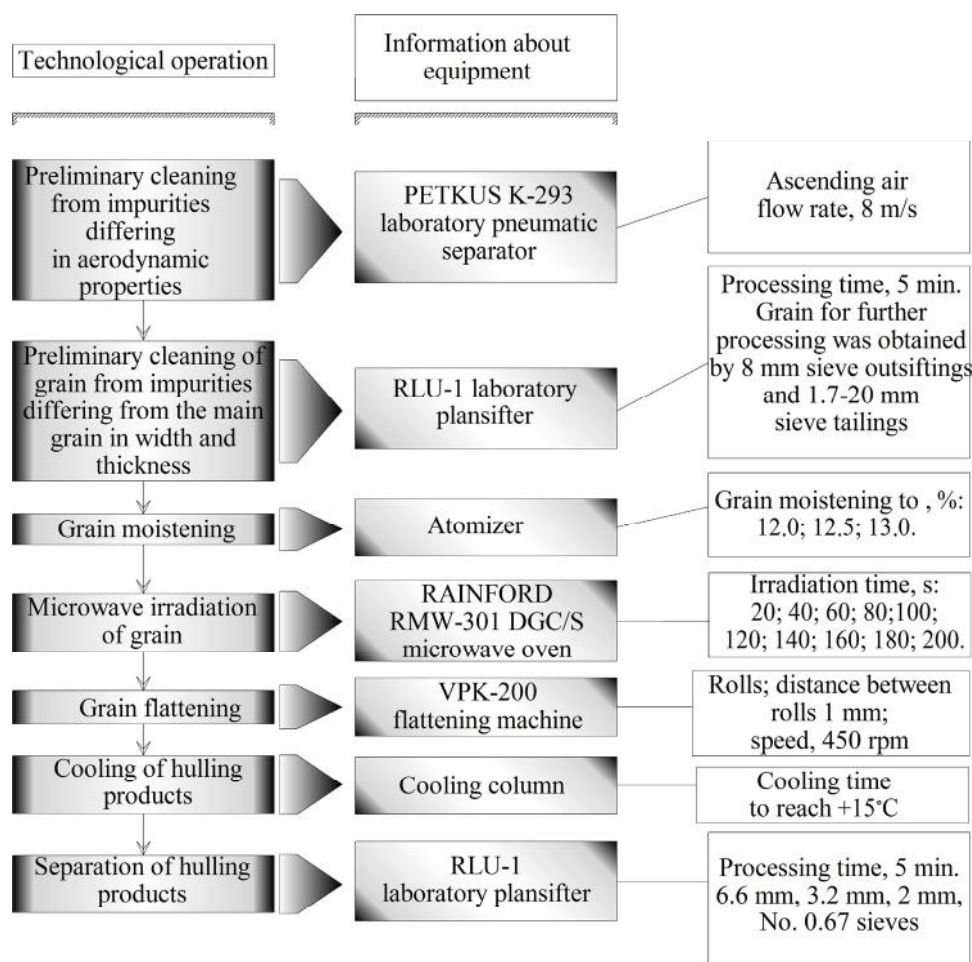 Technological operation
Information about
equipment
Preliminary cleaning
from impurities
differing
in aerodynamic
properties
PETKUS K-293
laboratory pneumatic
separator
Ascending air
flow rate, 8 m/s
Preliminary cleaning of
grain from impurities
differing from the main
grain in width and
thickness
RLU-1 laboratory
plansifter
Processing time, 5 min.
Grain for further
processing was obtained
by 8 mm sieve outsiftings
and 1.7-20 mm
sieve tailings
Grain moistening
Atomizer
Grain moistening to , %:
12.0; 12.5; 13.0.
Microwave irradiation
of grain
RAINFORD
RMW-301 DGC/S
microwave oven
Irradiation time, s:
20; 40; 60; 80;100;
120; 140; 160; 180; 200.
Grain flattening
VPK-200
flattening machine
Rolls; distance between
rolls 1 mm;
speed, 450 rpm
Cooling of hulling
products
Cooling column
Cooling time
to reach +15°C
Separation of hulling
products
RLU-1
laboratory plansifter
Processing time, 5 min.
6.6 mm, 3.2 mm, 2 mm,
No. 0.67 sieves